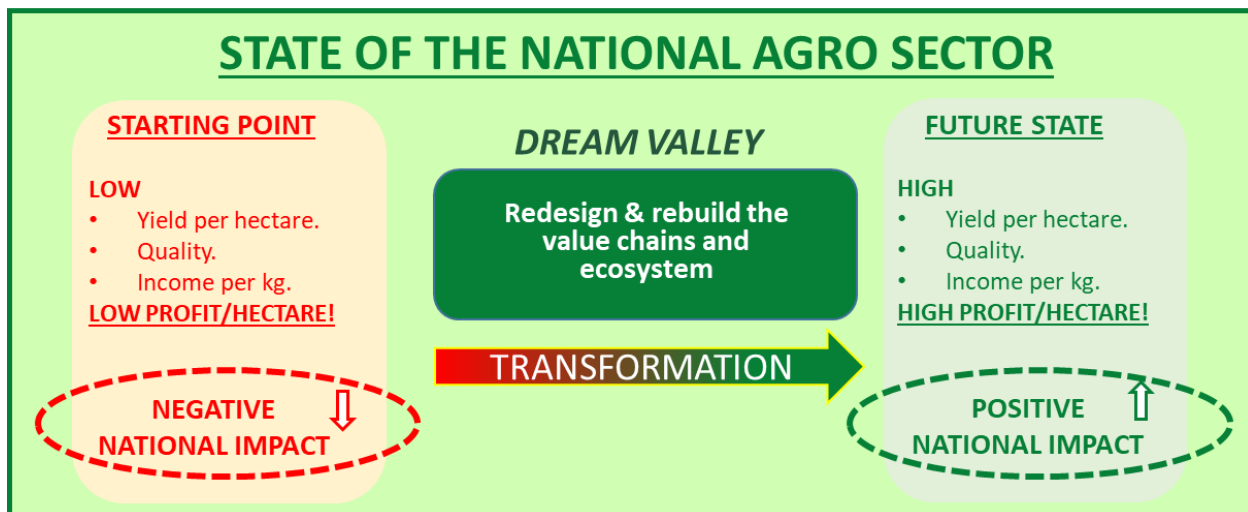 STATE OF THE NATIONAL AGRO SECTOR
STARTING POINT
LOW
• Yield per hectare.
• Quality.
• Income per kg.
LOW PROFIT/HECTARE!
NEGATIVE
NATIONAL IMPACT
DREAM VALLEY
Redesign & rebuild the
value chains and
ecosystem
TRANSFORMATION
FUTURE STATE
HIGH
• Yield per hectare.
• Quality.
• Income per kg.
HIGH PROFIT/HECTARE!
POSITIVE
NATIONAL IMPACT